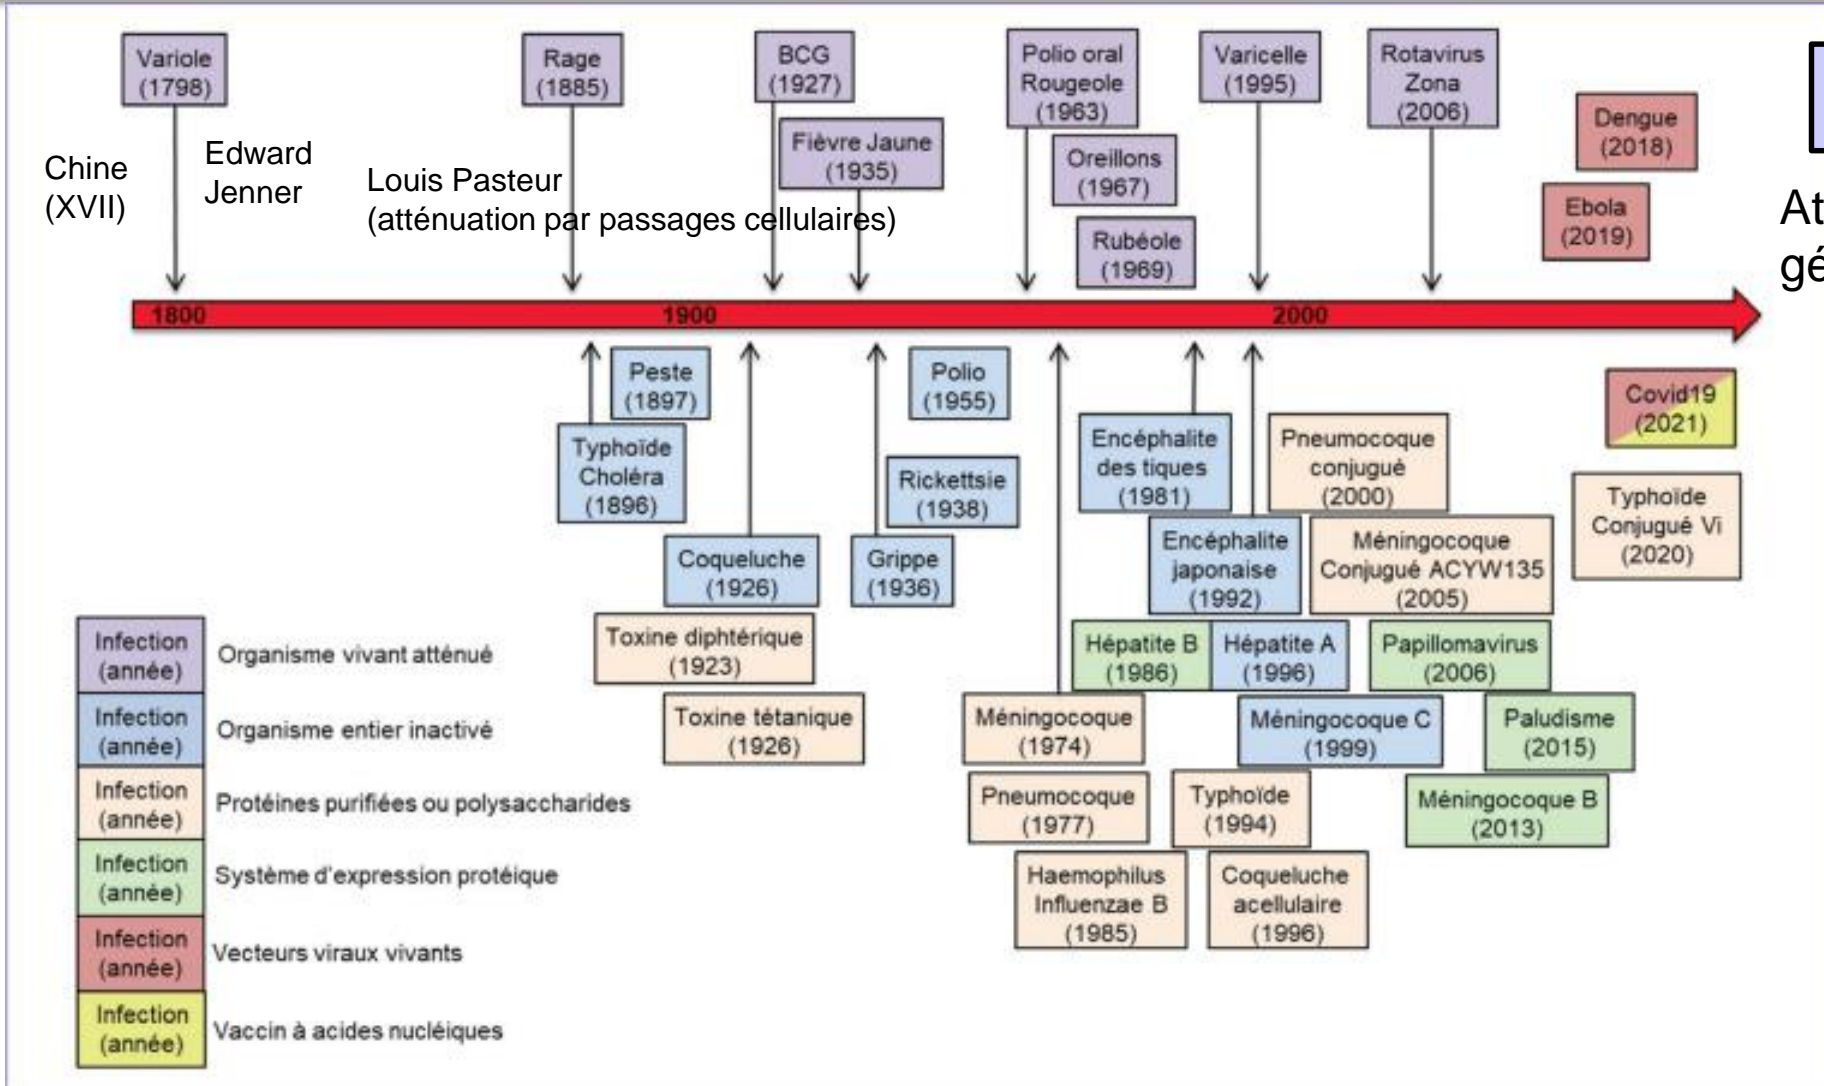 Variole
(1798)
Rage
(1885)
BCG
(1927)
Polio oral
Rougeole
(1963)
Varicelle
(1995)
Rotavirus
Zona
(2006)
Dengue
(2018)
Fièvre Jaune
(1935)
Oreillons
(1967)
Ebola
(2019)
Rubéole
(1969)
Chine
(XVII)
Edward
Jenner
Louis Pasteur
(atténuation par passages cellulaires)
At
gé
1800
1900
2000
Peste
(1897)
Polio
(1955)
Covid19
(2021)
Typhoïde
Choléra
(1896)
Rickettsie
(1938)
Encéphalite
des tiques
(1981)
Pneumocoque
conjugué
(2000)
Typhoïde
Conjugué Vi
(2020)
Coqueluche
(1926)
Grippe
(1936)
Encéphalite
japonaise
(1992)
Méningocoque
Conjugué ACYW135
(2005)
Toxine diphtérique
(1923)
Hépatite B
(1986)
Hépatite A
(1996)
Papillomavirus
(2006)
Toxine tétanique
(1926)
Méningocoque
(1974)
Méningocoque C
(1999)
Paludisme
(2015)
Pneumocoque
(1977)
Typhoïde
(1994)
Méningocoque B
(2013)
Haemophilus
Influenzae B
(1985)
Coqueluche
acellulaire
(1996)
Infection
(année)
Organisme vivant atténué
Infection
(année)
Organisme entier inactivé
Infection
(année)
Protéines purifiées ou polysaccharides
Infection
(année)
Système d'expression protéique
Infection
(année)
Vecteurs viraux vivants
Infection
(année)
Vaccin à acides nucléiques